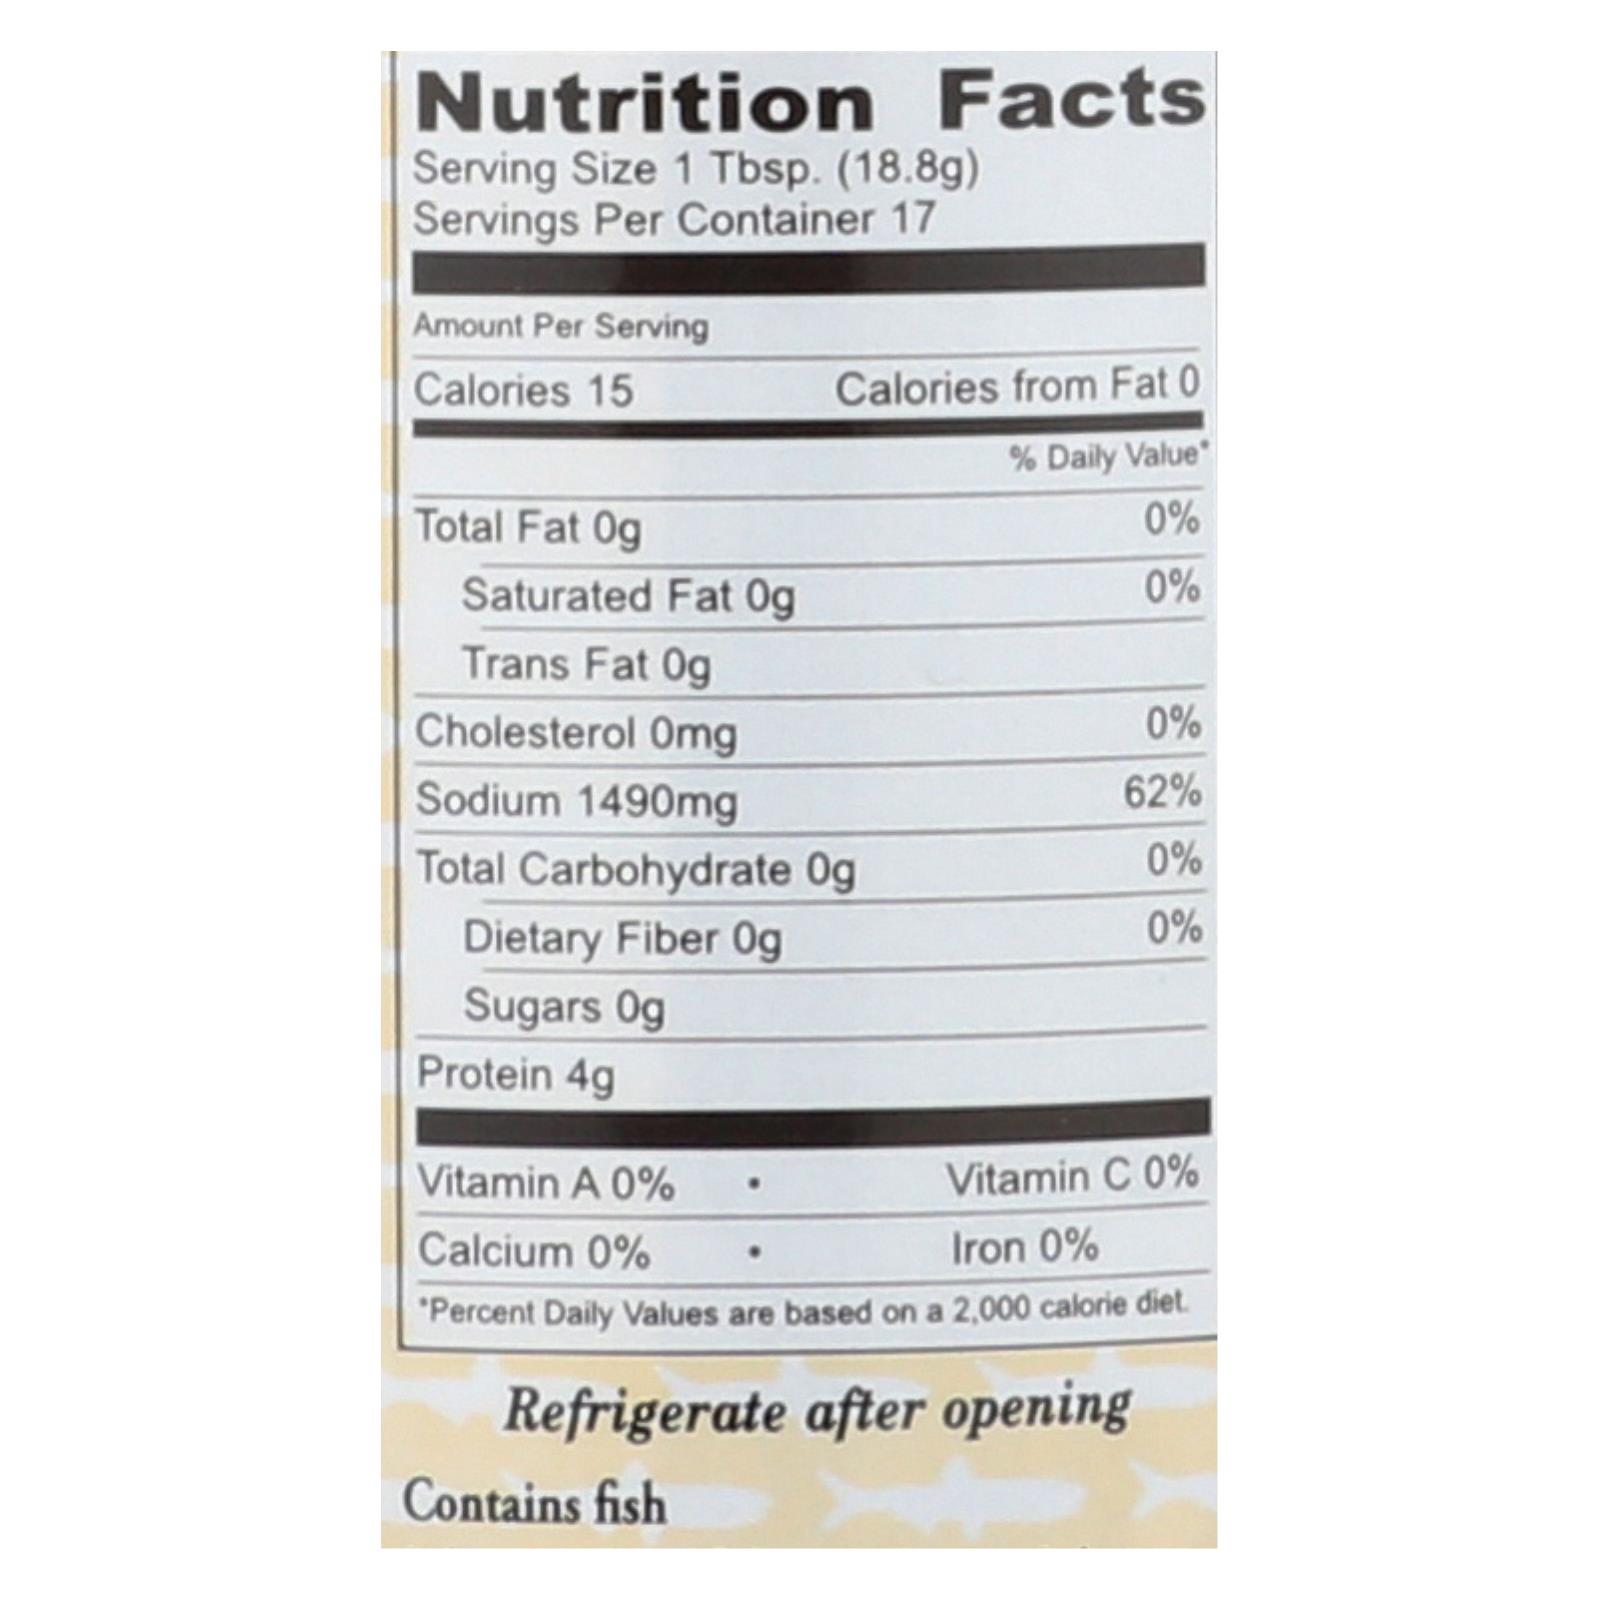 Nutrition Facts
Serving Size 1 Tbsp. (18.8g)
Servings Per Container 17
Amount Per Serving
Calories 15 Calories from Fat 0
% Daily Value*
Total Fat 0g 0%
Saturated Fat 0g 0%
Trans Fat 0g
Cholesterol 0mg 0%
Sodium 1490mg 62%
Total Carbohydrate 0g 0%
Dietary Fiber 0g 0%
Sugars 0g
Protein 4g
Vitamin A 0% • Vitamin C 0%
Calcium 0% • Iron 0%
*Percent Daily Values are based on a 2,000 calorie diet.
Refrigerate after opening
Contains fish